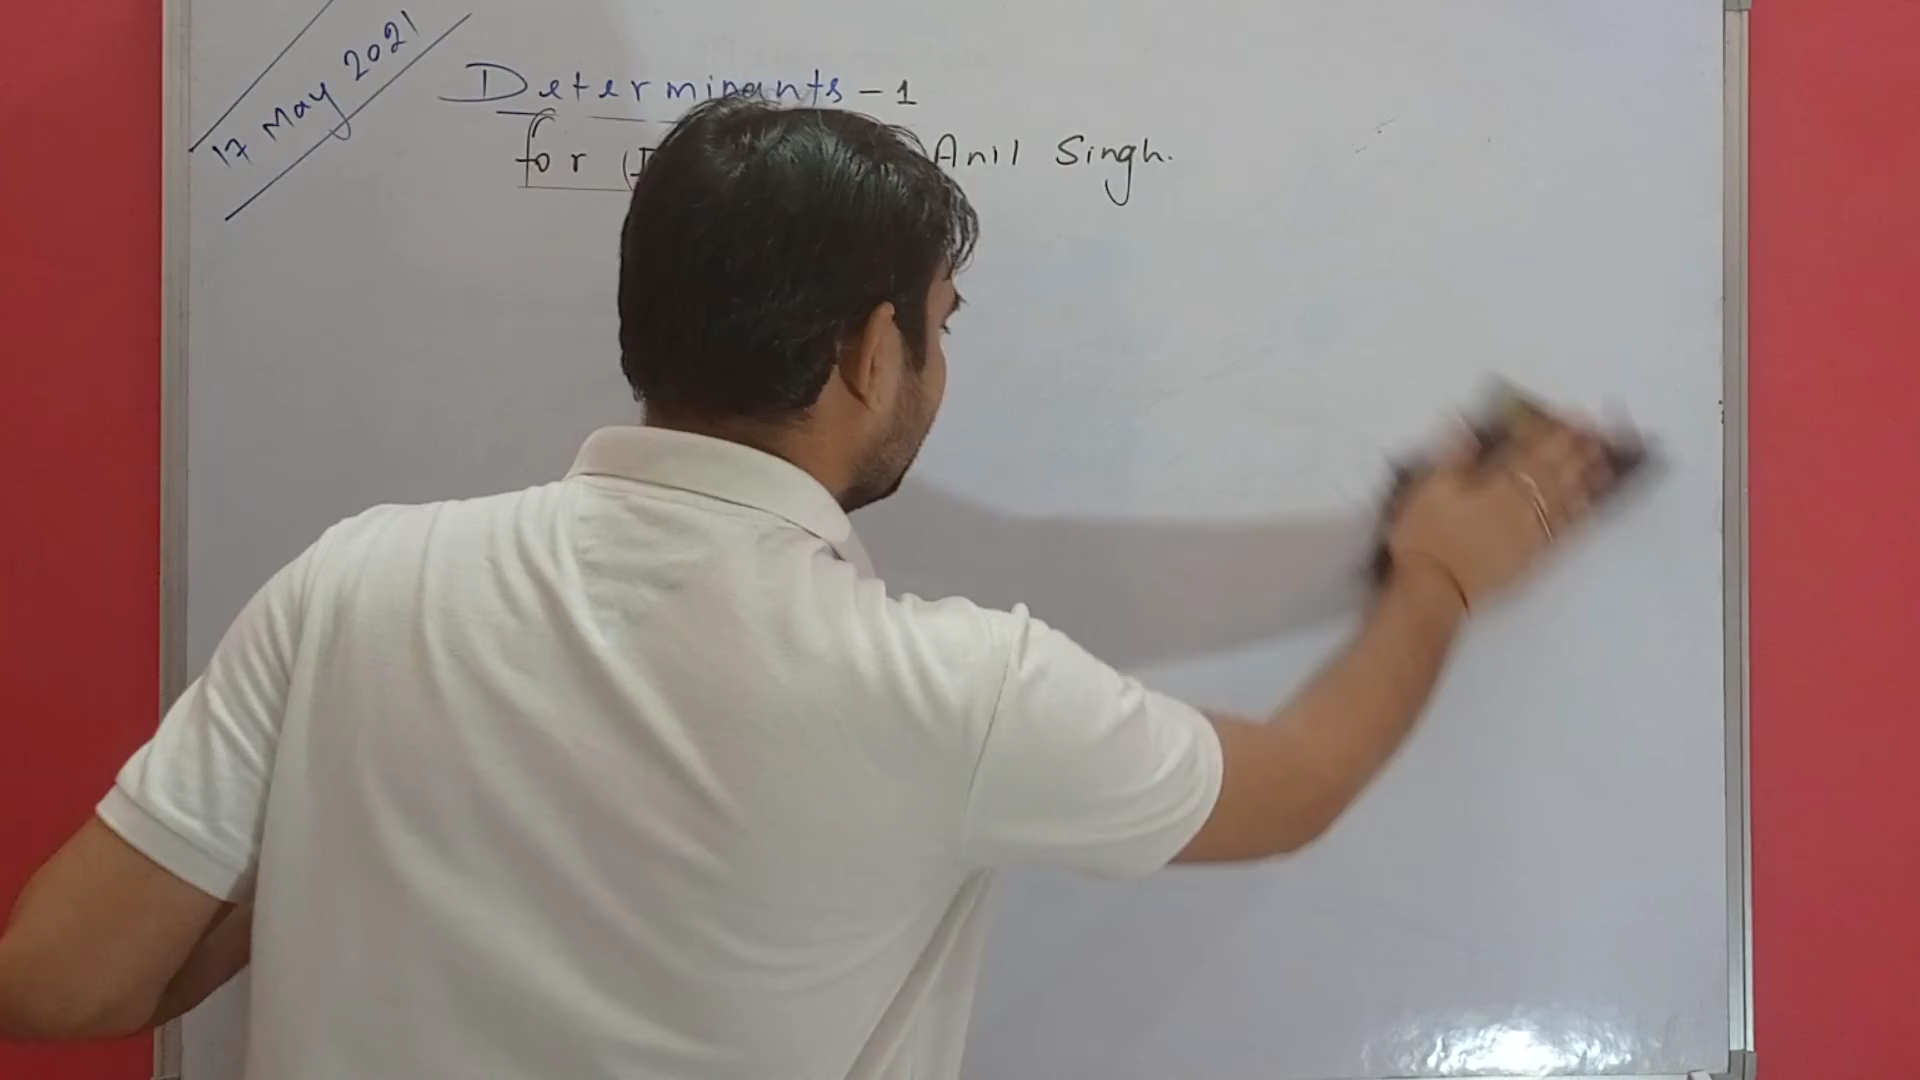 17 May 2021
Determinants - 1
for Anil Singh.